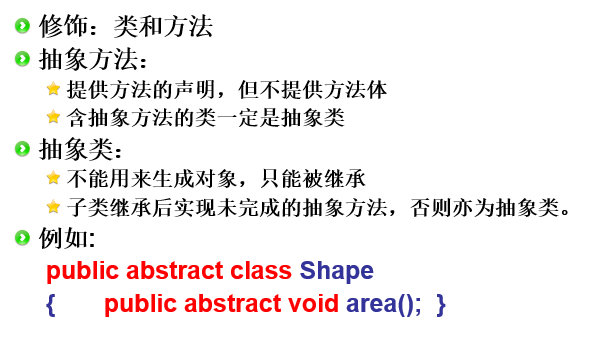 修饰：类和方法
抽象方法：
提供方法的声明，但不提供方法体
含抽象方法的类一定是抽象类
抽象类：
不能用来生成对象，只能被继承
子类继承后实现未完成的抽象方法，否则亦为抽象类。
例如:
public abstract class Shape
{ public abstract void area(); }